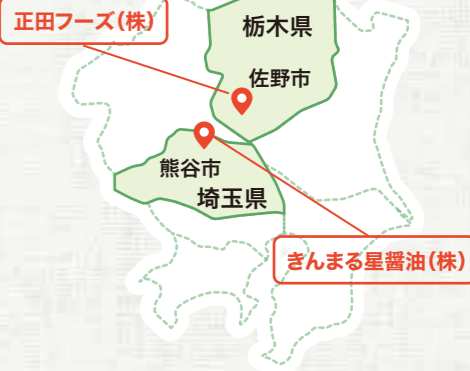 正田フーズ(株)
栃木県
佐野市
熊谷市
埼玉県
きんまる星醤油(株)